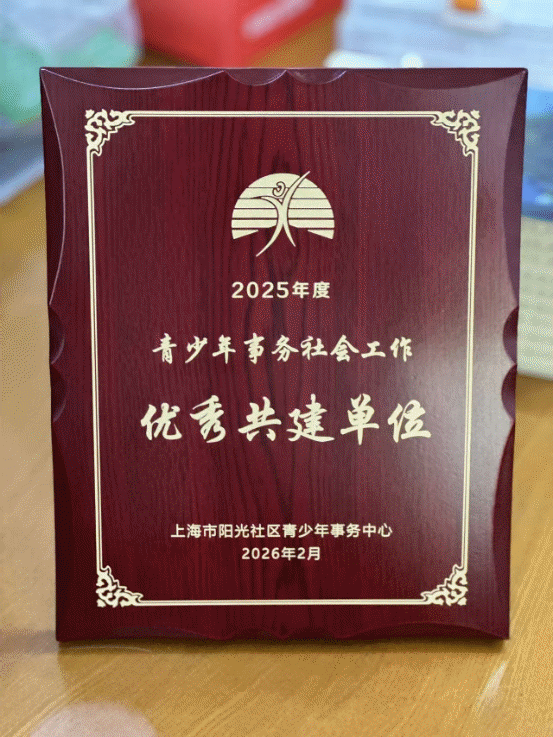 2025年度
青少年事务社会工作
优秀共建单位
上海市阳光社区青少年事务中心
2026年2月